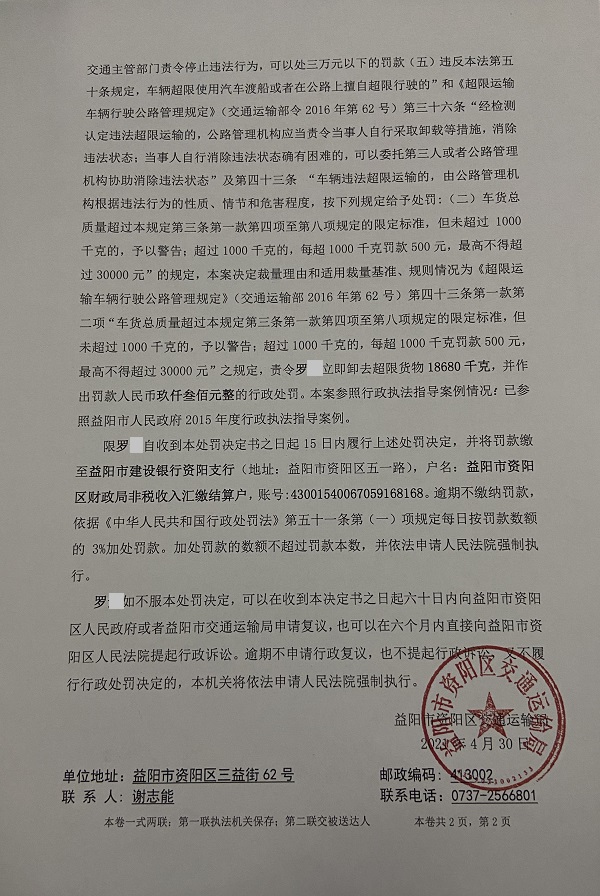 交通主管部门责令停止违法行为，可以处三万元以下的罚款（五）违反本法第五
十条规定，车辆超限使用汽车渡船或者在公路上擅自超限行驶的”和《超限运输
车辆行驶公路管理规定》（交通运输部令 2016 年第 62 号）第三十六条“经检测
认定违法超限运输的，公路管理机构应当责令当事人自行采取卸载等措施，消除
违法状态；当事人自行消除违法状态确有困难的，可以委托第三人或者公路管理
机构协助消除违法状态”及第四十三条 “车辆违法超限运输的，由公路管理机
构根据违法行为的性质、情节和危害程度，按下列规定给予处罚：（二）车货总
质量超过本规定第三条第一款第四项至第八项规定的限定标准，但未超过 1000
千克的，予以警告；超过 1000 千克的，每超 1000 千克罚款 500 元，最高不得超
过 30000 元”的规定，本案决定裁量理由和适用裁量基准、规则情况为《超限运
输车辆行驶公路管理规定》（交通运输部 2016 年第 62 号）第四十三条第一款第
二项“车货总质量超过本规定第三条第一款第四项至第八项规定的限定标准，但
未超过 1000 千克的，予以警告；超过 1000 千克的，每超 1000 千克罚款 500 元，
最高不得超过 30000 元”之规定，责令罗 立即卸去超限货物 18680 千克，并作
出罚款人民币玖仟叁佰元整的行政处罚。本案参照行政执法指导案例情况：已参
照益阳市人民政府 2015 年度行政执法指导案例。
限罗 自收到本处罚决定书之日起 15 日内履行上述处罚决定，并将罚款缴
至益阳市建设银行资阳支行（地址：益阳市资阳区五一路），户名：益阳市资阳
区财政局非税收入汇缴结算户，账号:43001540067059168168。逾期不缴纳罚款，
依据《中华人民共和国行政处罚法》第五十一条第（一）项规定每日按罚款数额
的 3%加处罚款。加处罚款的数额不超过罚款本数，并依法申请人民法院强制执
行。
罗 如不服本处罚决定，可以在收到本决定书之日起六十日内向益阳市资阳
区人民政府或者益阳市交通运输局申请复议，也可以在六个月内直接向益阳市资
阳区人民法院提起行政诉讼。逾期不申请行政复议，也不提起行政诉讼，又不履
行行政处罚决定的，本机关将依法申请人民法院强制执行。
益阳市资阳区交通运输局
2021 年 4 月 30 日
益阳市资阳区交通运输局
单位地址：益阳市资阳区三益街 62 号 邮政编码：413002
联 系 人：谢志能 联系电话：0737-2566801
本卷一式两联：第一联执法机关保存；第二联交被送达人 本卷共 2 页，第 2 页